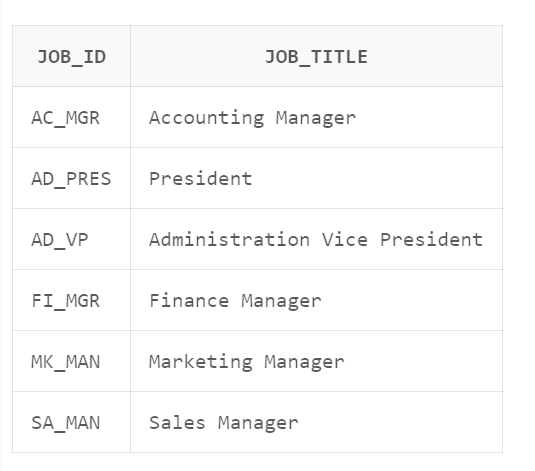 JOB_ID JOB_TITLE
AC_MGR Accounting Manager
AD_PRES President
AD_VP Administration Vice President
FI_MGR Finance Manager
MK_MAN Marketing Manager
SA_MAN Sales Manager